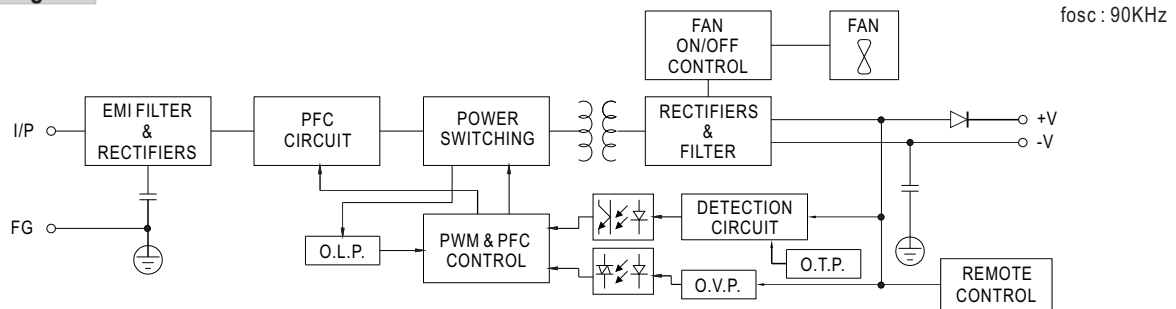 fosc : 90KHz
FAN
ON/OFF
CONTROL
FAN
EMI FILTER
&
RECTIFIERS
PFC
CIRCUIT
POWER
SWITCHING
RECTIFIERS
&
FILTER
I/P
+V
-V
FG
O.L.P.
PWM & PFC
CONTROL
DETECTION
CIRCUIT
O.T.P.
O.V.P.
REMOTE
CONTROL